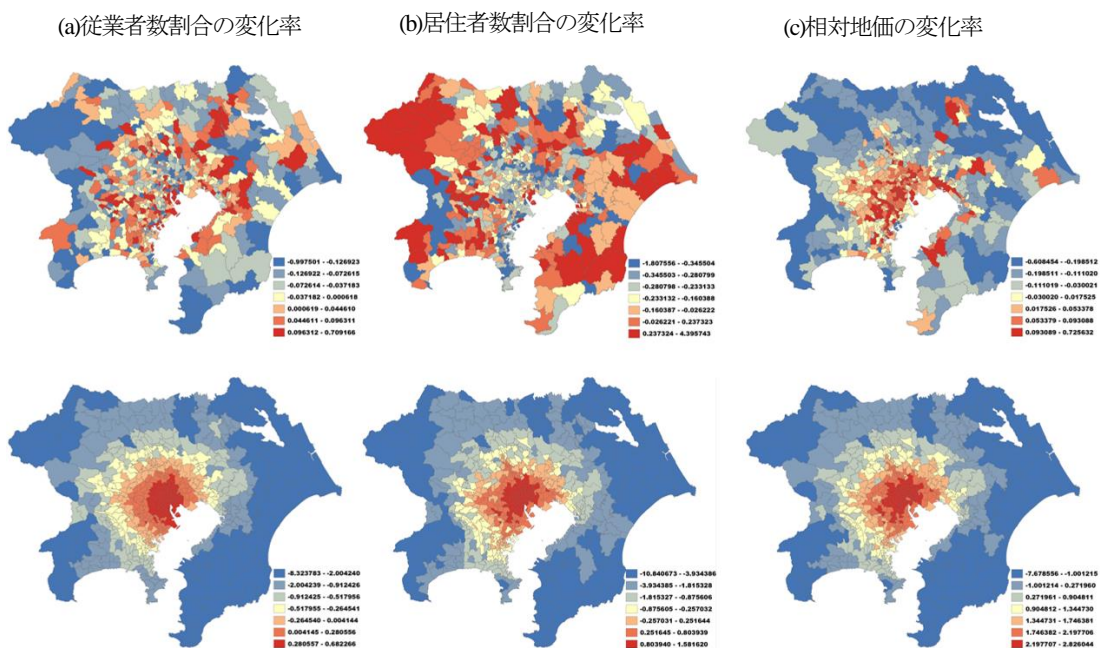 (a)従業者数割合の変化率
(b)居住者数割合の変化率
(c)相対地価の変化率
-0.997501 - -0.126923
-0.126922 - -0.072615
-0.072614 - -0.037183
-0.037182 - 0.000618
0.000619 - 0.044610
0.044611 - 0.096311
0.096312 - 0.709166
-1.807556 - -0.345504
-0.345503 - -0.280799
-0.280798 - -0.233133
-0.233132 - -0.160388
-0.160387 - -0.026222
-0.026221 - 0.237323
0.237324 - 4.395743
-0.608454 - -0.198512
-0.198511 - -0.111020
-0.111019 - -0.030021
-0.030020 - 0.017525
0.017526 - 0.053378
0.053379 - 0.093088
0.093089 - 0.725632
-8.323783 - -2.004240
-2.004239 - -0.912426
-0.912425 - -0.517956
-0.517955 - -0.264541
-0.264540 - 0.004144
0.004145 - 0.280556
0.280557 - 0.682266
-10.840673 - -3.934386
-3.934385 - -1.815328
-1.815327 - -0.875606
-0.875605 - -0.257032
-0.257031 - 0.251644
0.251645 - 0.803939
0.803940 - 1.581620
-7.678556 - -1.001215
-1.001214 - 0.271960
0.271961 - 0.904811
0.904812 - 1.344730
1.344731 - 1.746381
1.746382 - 2.197706
2.197707 - 2.826044